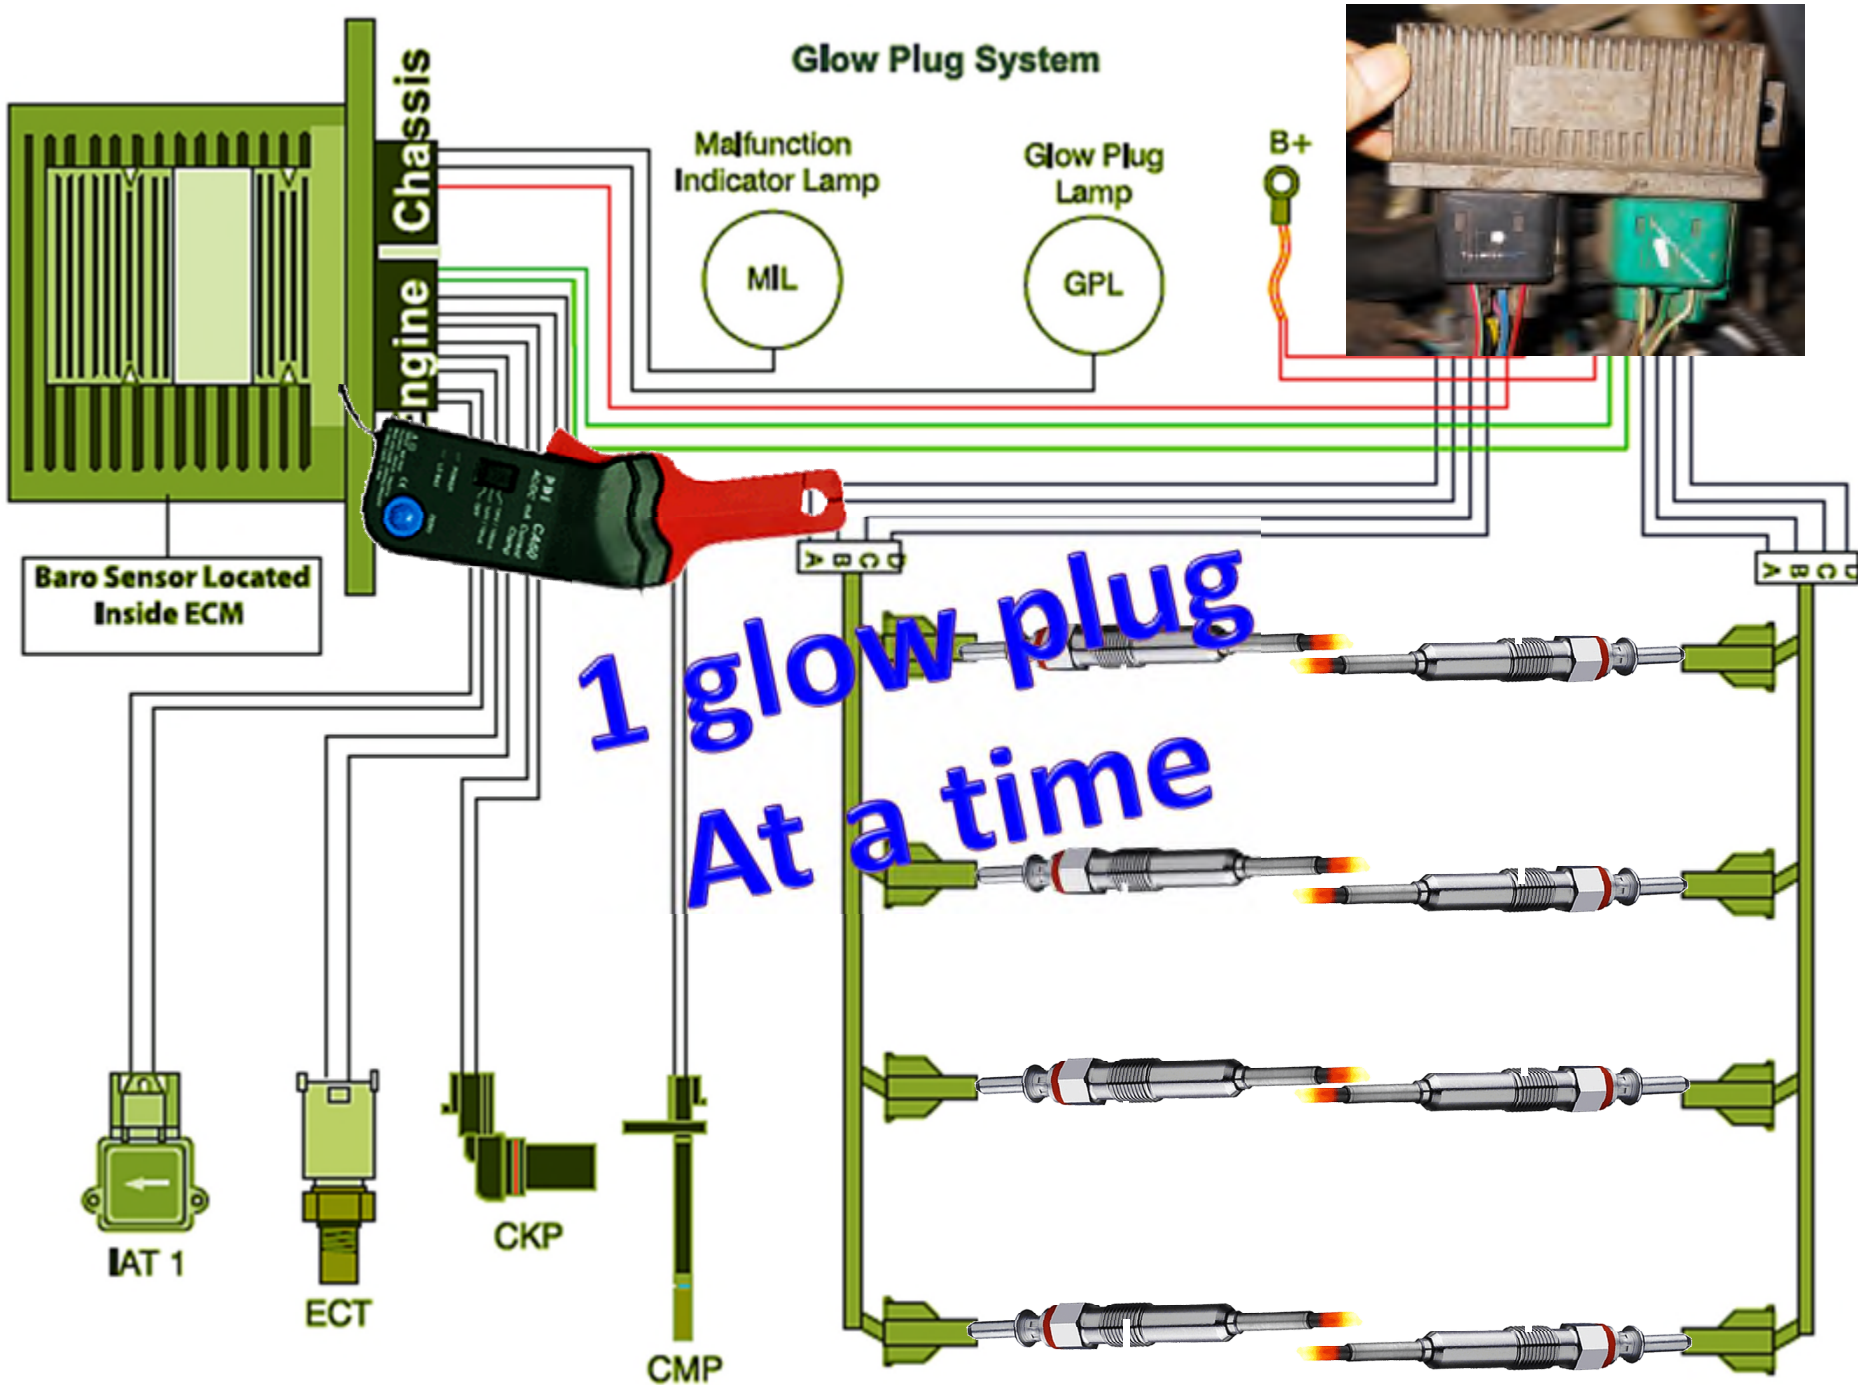 Glow Plug System
Chassis
Engine
Malfunction
Indicator Lamp
MIL
Glow Plug
Lamp
GPL
B+
Baro Sensor Located
Inside ECM
A B C D
A B C D
1 glow plug
At a time
IAT 1
ECT
CKP
CMP